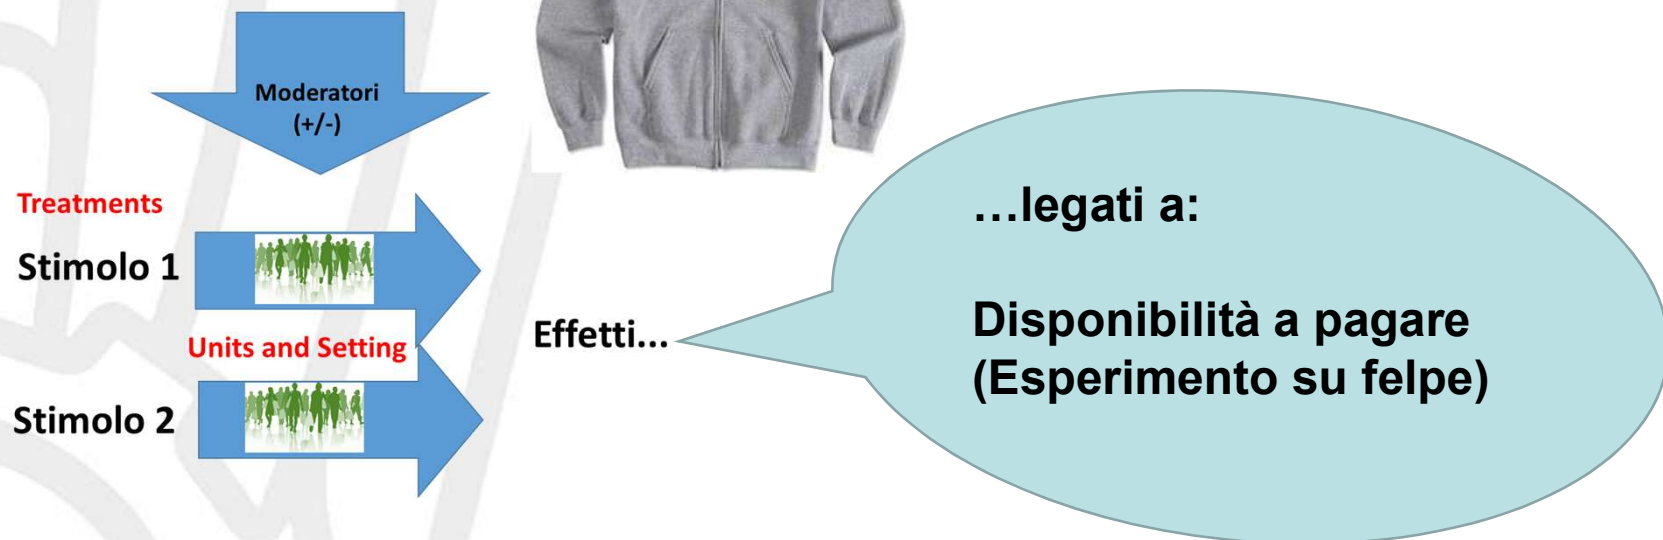 Moderatori
(+/-)
Treatments
Stimolo 1
Units and Setting
Stimolo 2
Effetti...
...legati a:
Disponibilità a pagare
(Esperimento su felpe)